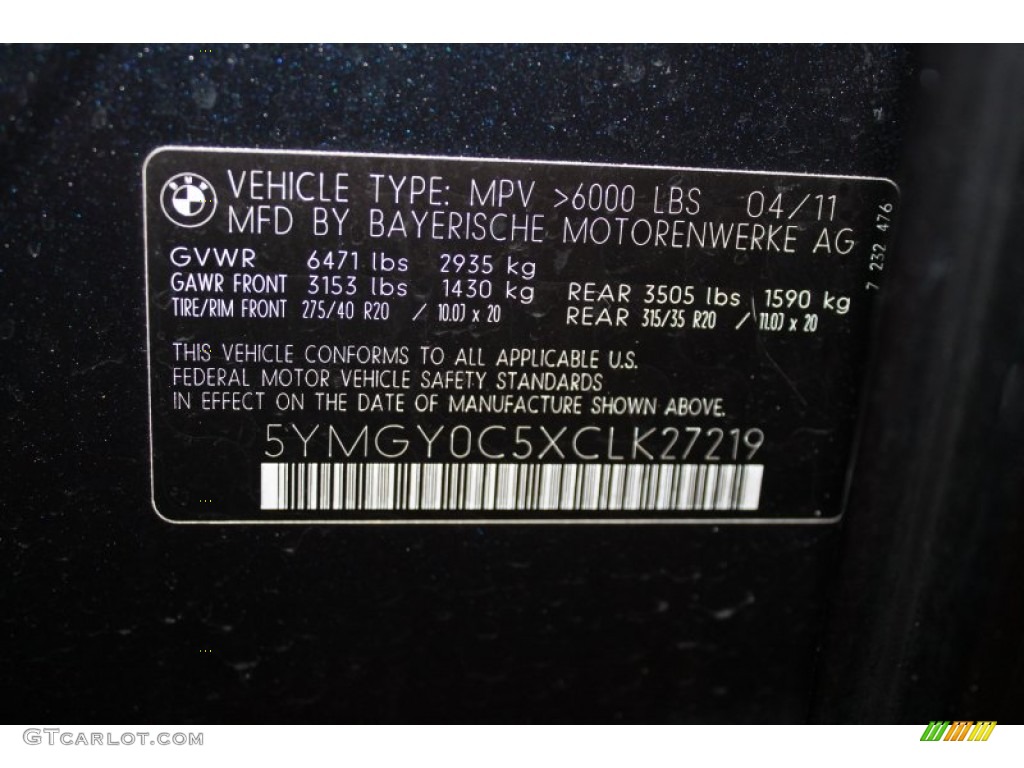 BMW
VEHICLE TYPE: MPV >6000 LBS 04/11
MFD BY BAYERISCHE MOTORENWERKE AG
7 232 476
GVWR 6471 lbs 2935 kg
GAWR FRONT 3153 lbs 1430 kg REAR 3505 lbs 1590 kg
TIRE/RIM FRONT 275/40 R20 / 10.0J x 20 REAR 315/35 R20 / 11.0J x 20
THIS VEHICLE CONFORMS TO ALL APPLICABLE U.S.
FEDERAL MOTOR VEHICLE SAFETY STANDARDS
IN EFFECT ON THE DATE OF MANUFACTURE SHOWN ABOVE.
5YMGY0C5XCLK27219
GTcarlot.com